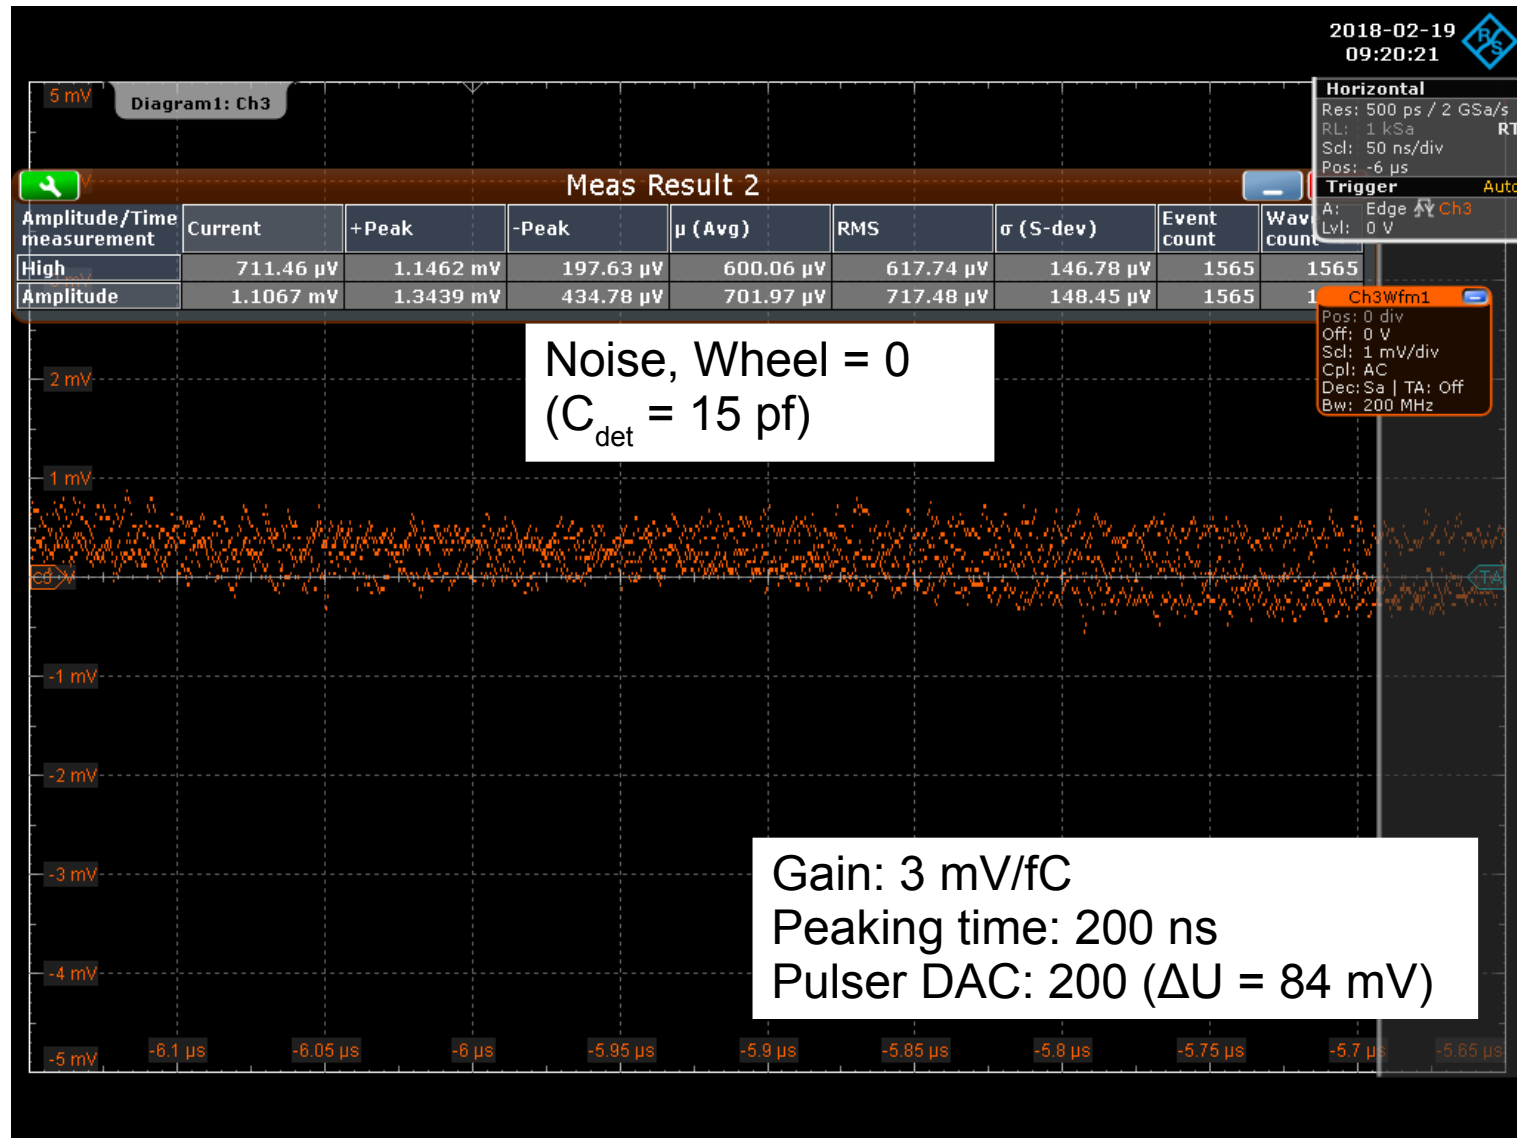 2018-02-19
09:20:21
R&S
5 mV
Diagram1: Ch3
Horizontal
Res: 500 ps / 2 GSa/s
RL: 1 kSa RT
Scl: 50 ns/div
Pos: -6 µs
Trigger Auto
A: Edge Ch3
Lvl: 0 V
Meas Result 2
Amplitude/Time measurement Current +Peak -Peak µ (Avg) RMS σ (S-dev) Event count Wav count
High 711.46 µV 1.1462 mV 197.63 µV 600.06 µV 617.74 µV 146.78 µV 1565 1565
Amplitude 1.1067 mV 1.3439 mV 434.78 µV 701.97 µV 717.48 µV 148.45 µV 1565 1
Ch3Wfm1
Pos: 0 div
Off: 0 V
Scl: 1 mV/div
Cpl: AC
Dec: Sa | TA: Off
Bw: 200 MHz
Noise, Wheel = 0
(C_det = 15 pf)
2 mV
1 mV
TA
-1 mV
-2 mV
-3 mV
-4 mV
-5 mV
Gain: 3 mV/fC
Peaking time: 200 ns
Pulser DAC: 200 (ΔU = 84 mV)
-6.1 µs -6.05 µs -6 µs -5.95 µs -5.9 µs -5.85 µs -5.8 µs -5.75 µs -5.7 µs -5.65 µs